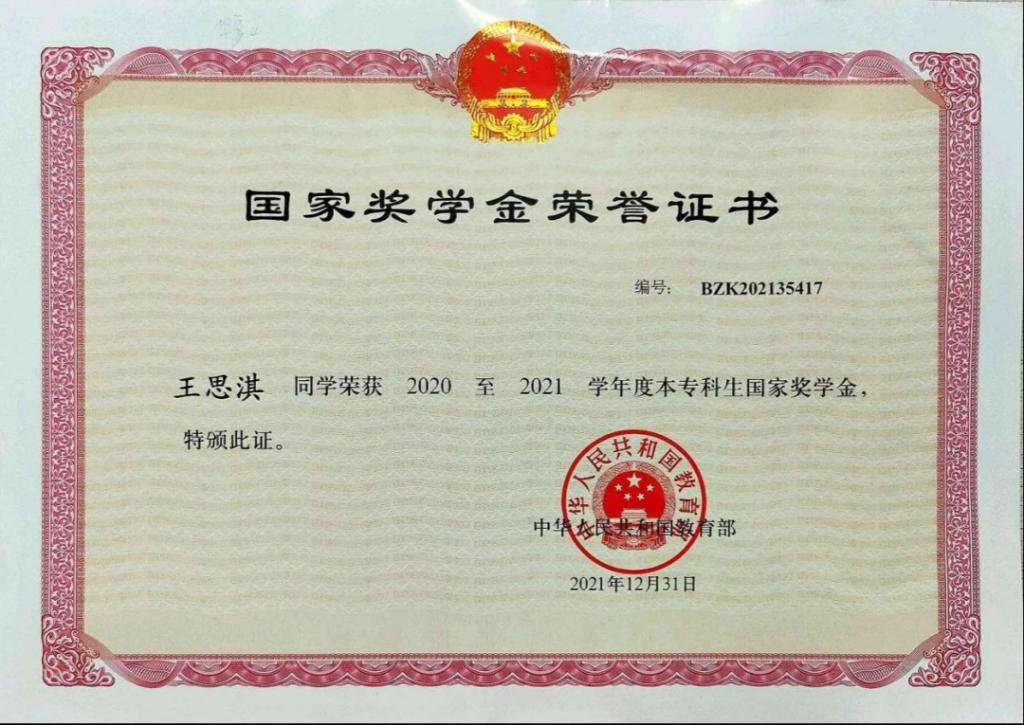 国家奖学金荣誉证书
编号: BZK202135417
王思淇 同学荣获 2020 至 2021 学年度本专科生国家奖学金，
特颁此证。
中华人民共和国教育部
中华人民共和国教育部
2021年12月31日